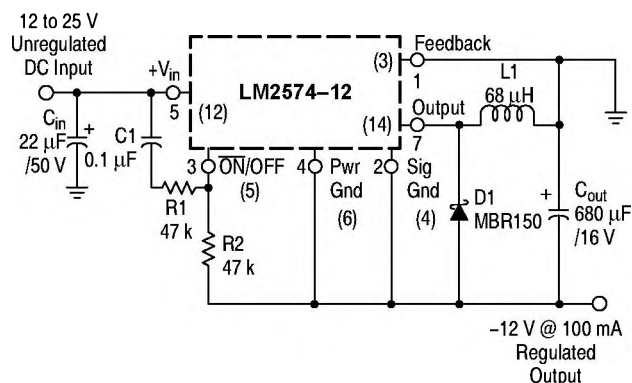 12 to 25 V
Unregulated
DC Input
+Vin
5
(12)
LM2574–12
(3)
Feedback
1
(14)
Output
7
L1
68 μH
Cin
22 μF
/50 V
+
C1
0.1 μF
3
ON/OFF
(5)
4
Pwr
Gnd
(6)
2
Sig
Gnd
(4)
R1
47 k
R2
47 k
D1
MBR150
+
Cout
680 μF
/16 V
–12 V @ 100 mA
Regulated
Output